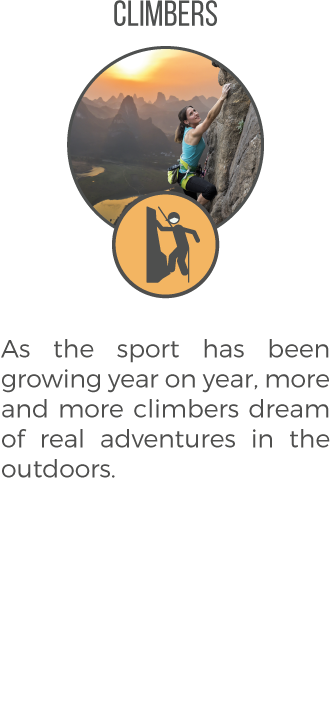 CLIMBERS
As the sport has been
growing year on year, more
and more climbers dream
of real adventures in the
outdoors.